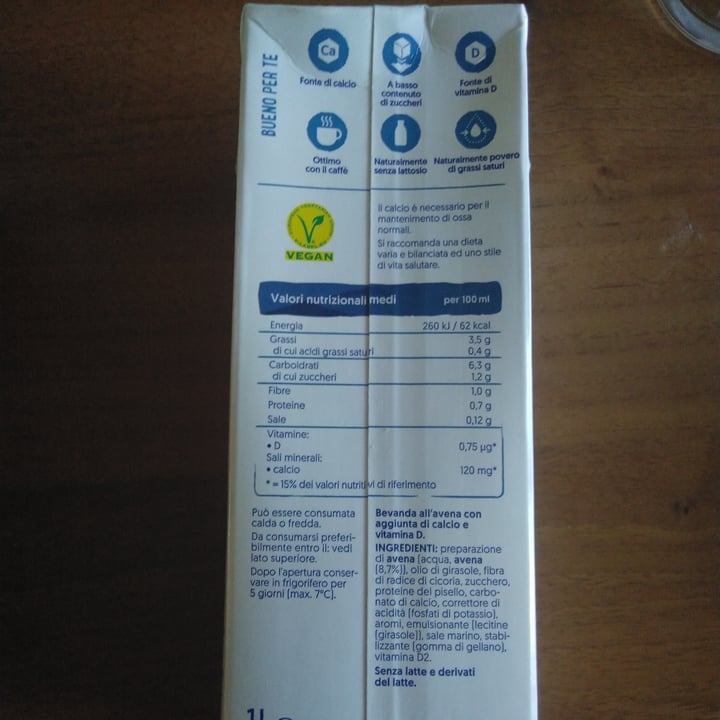 BUENO PER TE
Ca
Fonte di calcio
A basso
contenuto
di zuccheri
D
Fonte di
vitamina D
Ottimo
con il caffè
Naturalmente
senza lattosio
Naturalmente povero
di grassi saturi
VEGAN
Il calcio è necessario per il
mantenimento di ossa
normali.
Si raccomanda una dieta
varia e bilanciata ed uno stile
di vita salutare.
Valori nutrizionali medi per 100 ml
Energia 260 kJ / 62 kcal
Grassi 3,5 g
di cui acidi grassi saturi 0,4 g
Carboidrati 6,3 g
di cui zuccheri 1,2 g
Fibre 1,0 g
Proteine 0,7 g
Sale 0,12 g
Vitamine:
• D 0,75 µg*
Sali minerali:
• calcio 120 mg*
* = 15% dei valori nutritivi di riferimento
Può essere consumata
calda o fredda.
Da consumarsi preferi-
bilmente entro il: vedi
lato superiore.
Dopo l'apertura conser-
vare in frigorifero per
5 giorni (max. 7°C).
Bevanda all'avena con
aggiunta di calcio e
vitamina D.
INGREDIENTI: preparazione
di avena (acqua, avena
(8,7%)), olio di girasole, fibra
di radice di cicoria, zucchero,
proteine del pisello, carbo-
nato di calcio, correttore di
acidità (fosfati di potassio),
aromi, emulsionante (lecitine
(girasole)), sale marino, stabi-
lizzante (gomma di gellano),
vitamina D2.
Senza latte e derivati
del latte.
1L